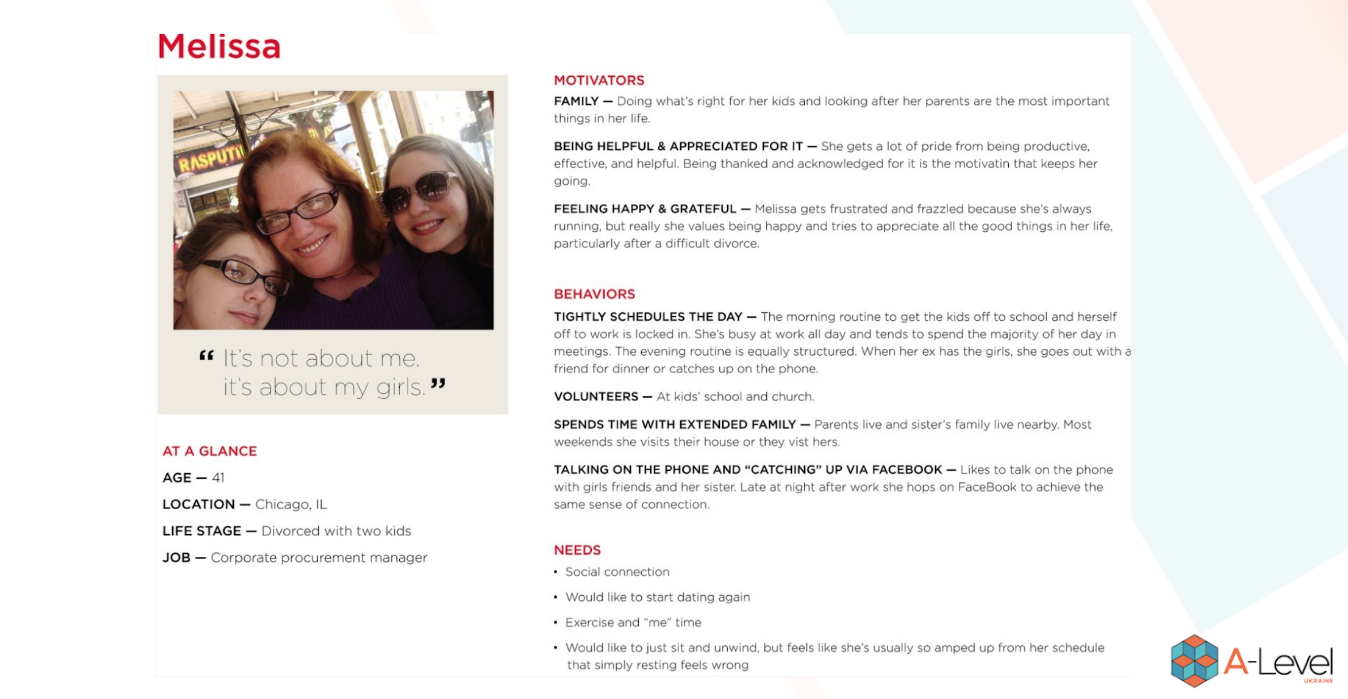 Melissa
RASPUTI
“ It’s not about me.
it’s about my girls. ”
AT A GLANCE
AGE — 41
LOCATION — Chicago, IL
LIFE STAGE — Divorced with two kids
JOB — Corporate procurement manager
MOTIVATORS
FAMILY — Doing what’s right for her kids and looking after her parents are the most important
things in her life.
BEING HELPFUL & APPRECIATED FOR IT — She gets a lot of pride from being productive,
effective, and helpful. Being thanked and acknowledged for it is the motivatin that keeps her
going.
FEELING HAPPY & GRATEFUL — Melissa gets frustrated and frazzled because she’s always
running, but really she values being happy and tries to appreciate all the good things in her life,
particularly after a difficult divorce.
BEHAVIORS
TIGHTLY SCHEDULES THE DAY — The morning routine to get the kids off to school and herself
off to work is locked in. She’s busy at work all day and tends to spend the majority of her day in
meetings. The evening routine is equally structured. When her ex has the girls, she goes out with a
friend for dinner or catches up on the phone.
VOLUNTEERS — At kids’ school and church.
SPENDS TIME WITH EXTENDED FAMILY — Parents live and sister’s family live nearby. Most
weekends she visits their house or they vist hers.
TALKING ON THE PHONE AND “CATCHING” UP VIA FACEBOOK — Likes to talk on the phone
with girls friends and her sister. Late at night after work she hops on FaceBook to achieve the
same sense of connection.
NEEDS
• Social connection
• Would like to start dating again
• Exercise and “me” time
• Would like to just sit and unwind, but feels like she’s usually so amped up from her schedule
that simply resting feels wrong
A-Level
UKRAINE